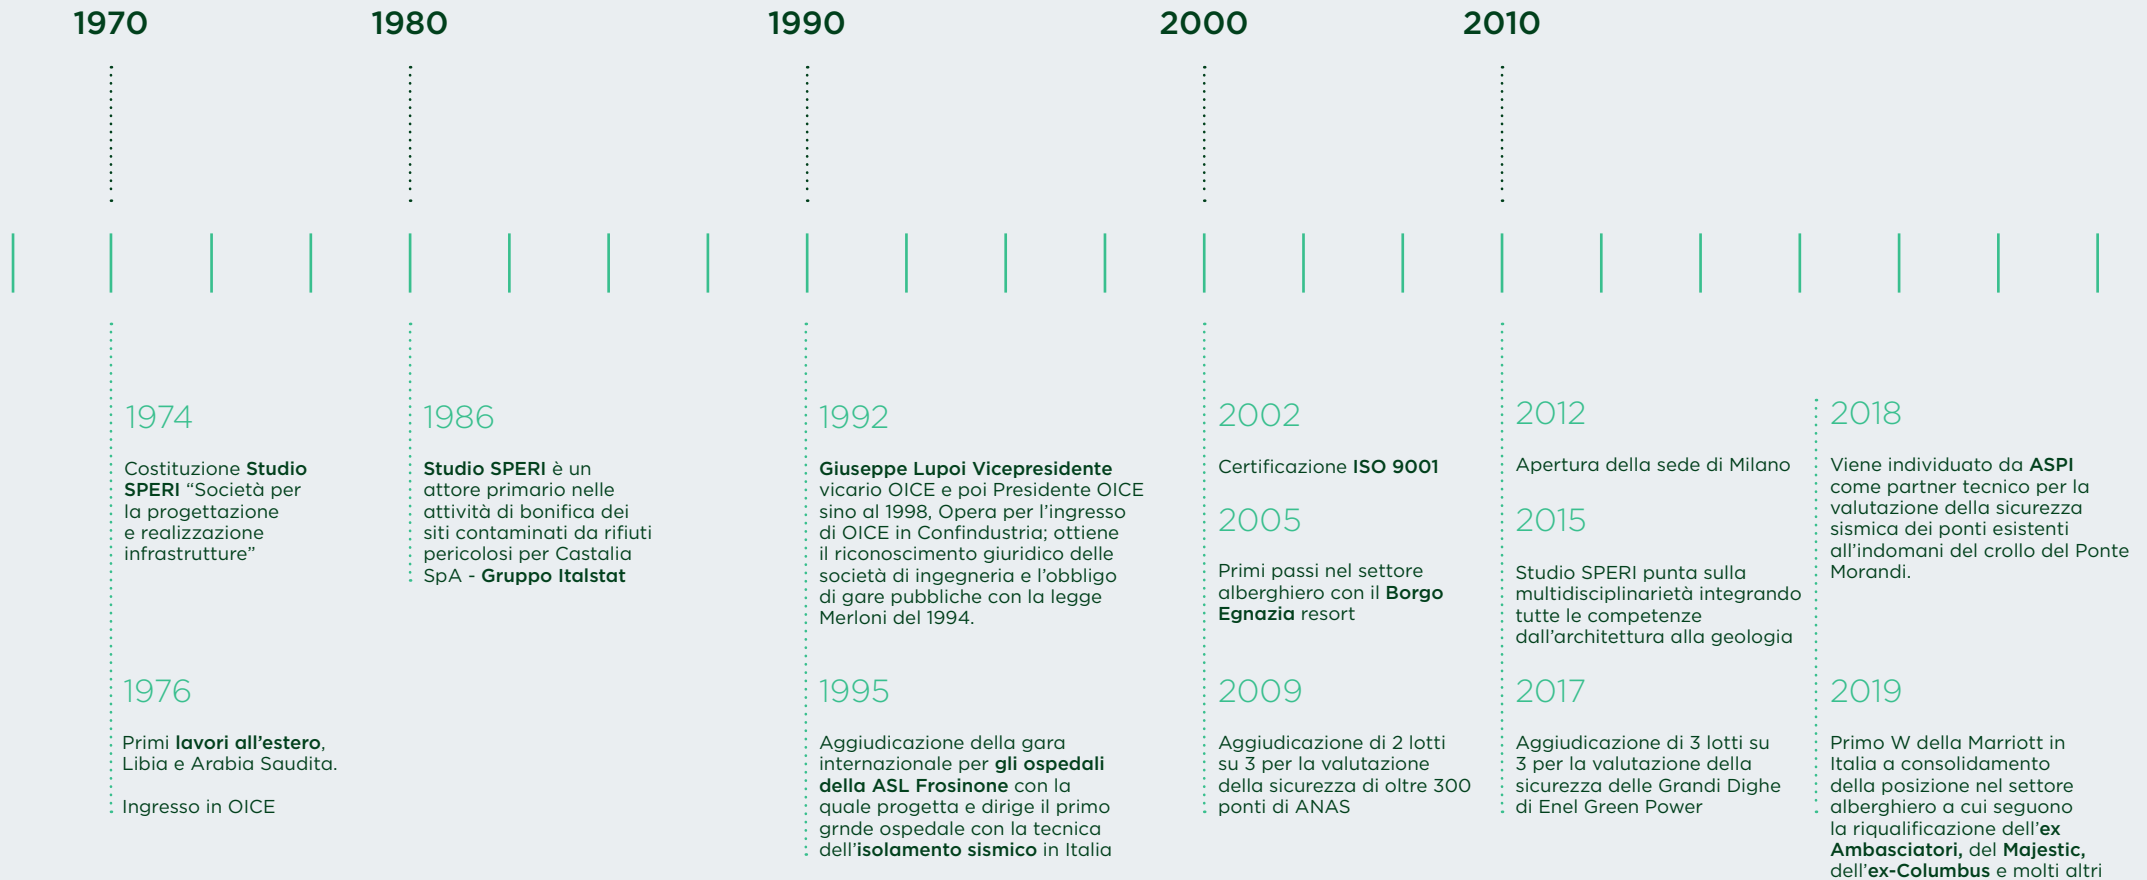 1970
1980
1990
2000
2010
1974
Costituzione Studio
SPERI “Società per
la progettazione
e realizzazione
infrastrutture”
1976
Primi lavori all’estero,
Libia e Arabia Saudita.
Ingresso in OICE
1986
Studio SPERI è un
attore primario nelle
attività di bonifica dei
siti contaminati da rifiuti
pericolosi per Castalia
SpA - Gruppo Italstat
1992
Giuseppe Lupoi Vicepresidente
vicario OICE e poi Presidente OICE
sino al 1998, Opera per l’ingresso
di OICE in Confindustria; ottiene
il riconoscimento giuridico delle
società di ingegneria e l’obbligo
di gare pubbliche con la legge
Merloni del 1994.
1995
Aggiudicazione della gara
internazionale per gli ospedali
della ASL Frosinone con la
quale progetta e dirige il primo
grnde ospedale con la tecnica
dell’isolamento sismico in Italia
2002
Certificazione ISO 9001
2005
Primi passi nel settore
alberghiero con il Borgo
Egnazia resort
2009
Aggiudicazione di 2 lotti
su 3 per la valutazione
della sicurezza di oltre 300
ponti di ANAS
2012
Apertura della sede di Milano
2015
Studio SPERI punta sulla
multidisciplinarietà integrando
tutte le competenze
dall’architettura alla geologia
2017
Aggiudicazione di 3 lotti su
3 per la valutazione della
sicurezza delle Grandi Dighe
di Enel Green Power
2018
Viene individuato da ASPI
come partner tecnico per la
valutazione della sicurezza
sismica dei ponti esistenti
all’indomani del crollo del Ponte
Morandi.
2019
Primo W della Marriott in
Italia a consolidamento
della posizione nel settore
alberghiero a cui seguono
la riqualificazione dell’ex
Ambasciatori, del Majestic,
dell’ex-Columbus e molti altri